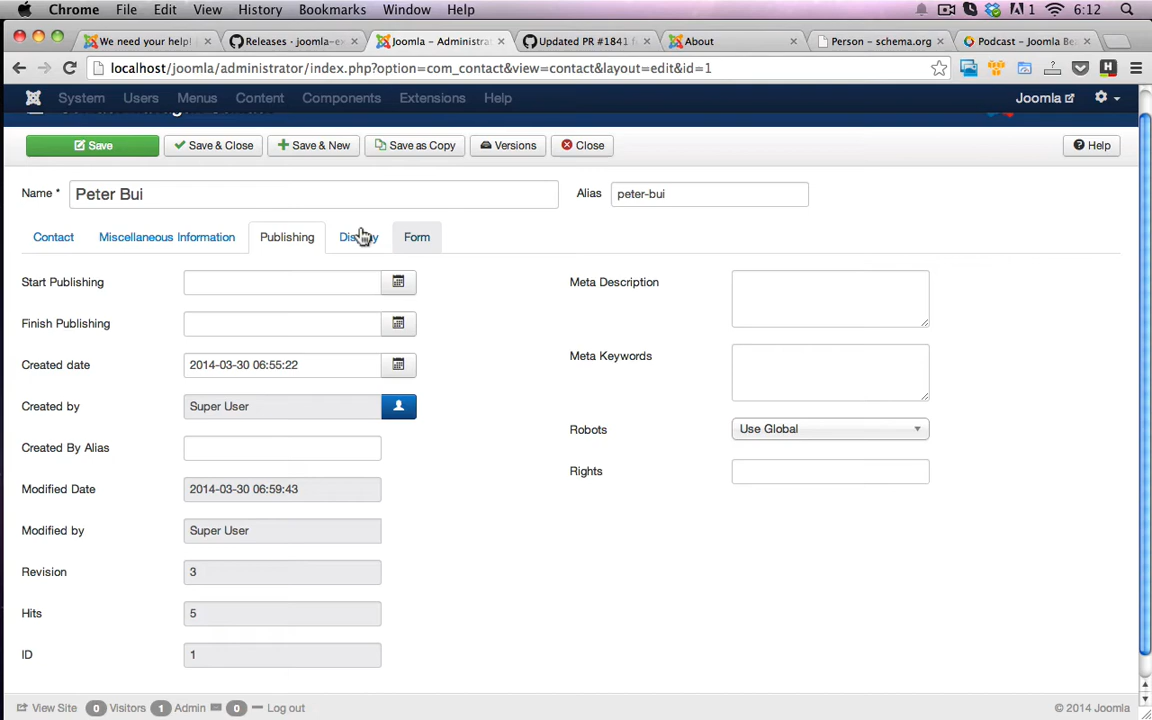 Chrome File Edit View History Bookmarks Window Help 1 6:12
We need your help! Releases · joomla-ex Joomla – Administra Updated PR #1841 f About Person – schema.org Podcast – Joomla Be
localhost/joomla/administrator/index.php?option=com_contact&view=contact&layout=edit&id=1
System Users Menus Content Components Extensions Help Joomla
Save Save & Close Save & New Save as Copy Versions Close Help
Name * Peter Bui Alias peter-bui
Contact Miscellaneous Information Publishing Display Form
Start Publishing Meta Description
Finish Publishing
Created date 2014-03-30 06:55:22 Meta Keywords
Created by Super User
Robots Use Global
Created By Alias
Rights
Modified Date 2014-03-30 06:59:43
Modified by Super User
Revision 3
Hits 5
ID 1
View Site 0 Visitors 1 Admin 0 Log out © 2014 Joomla